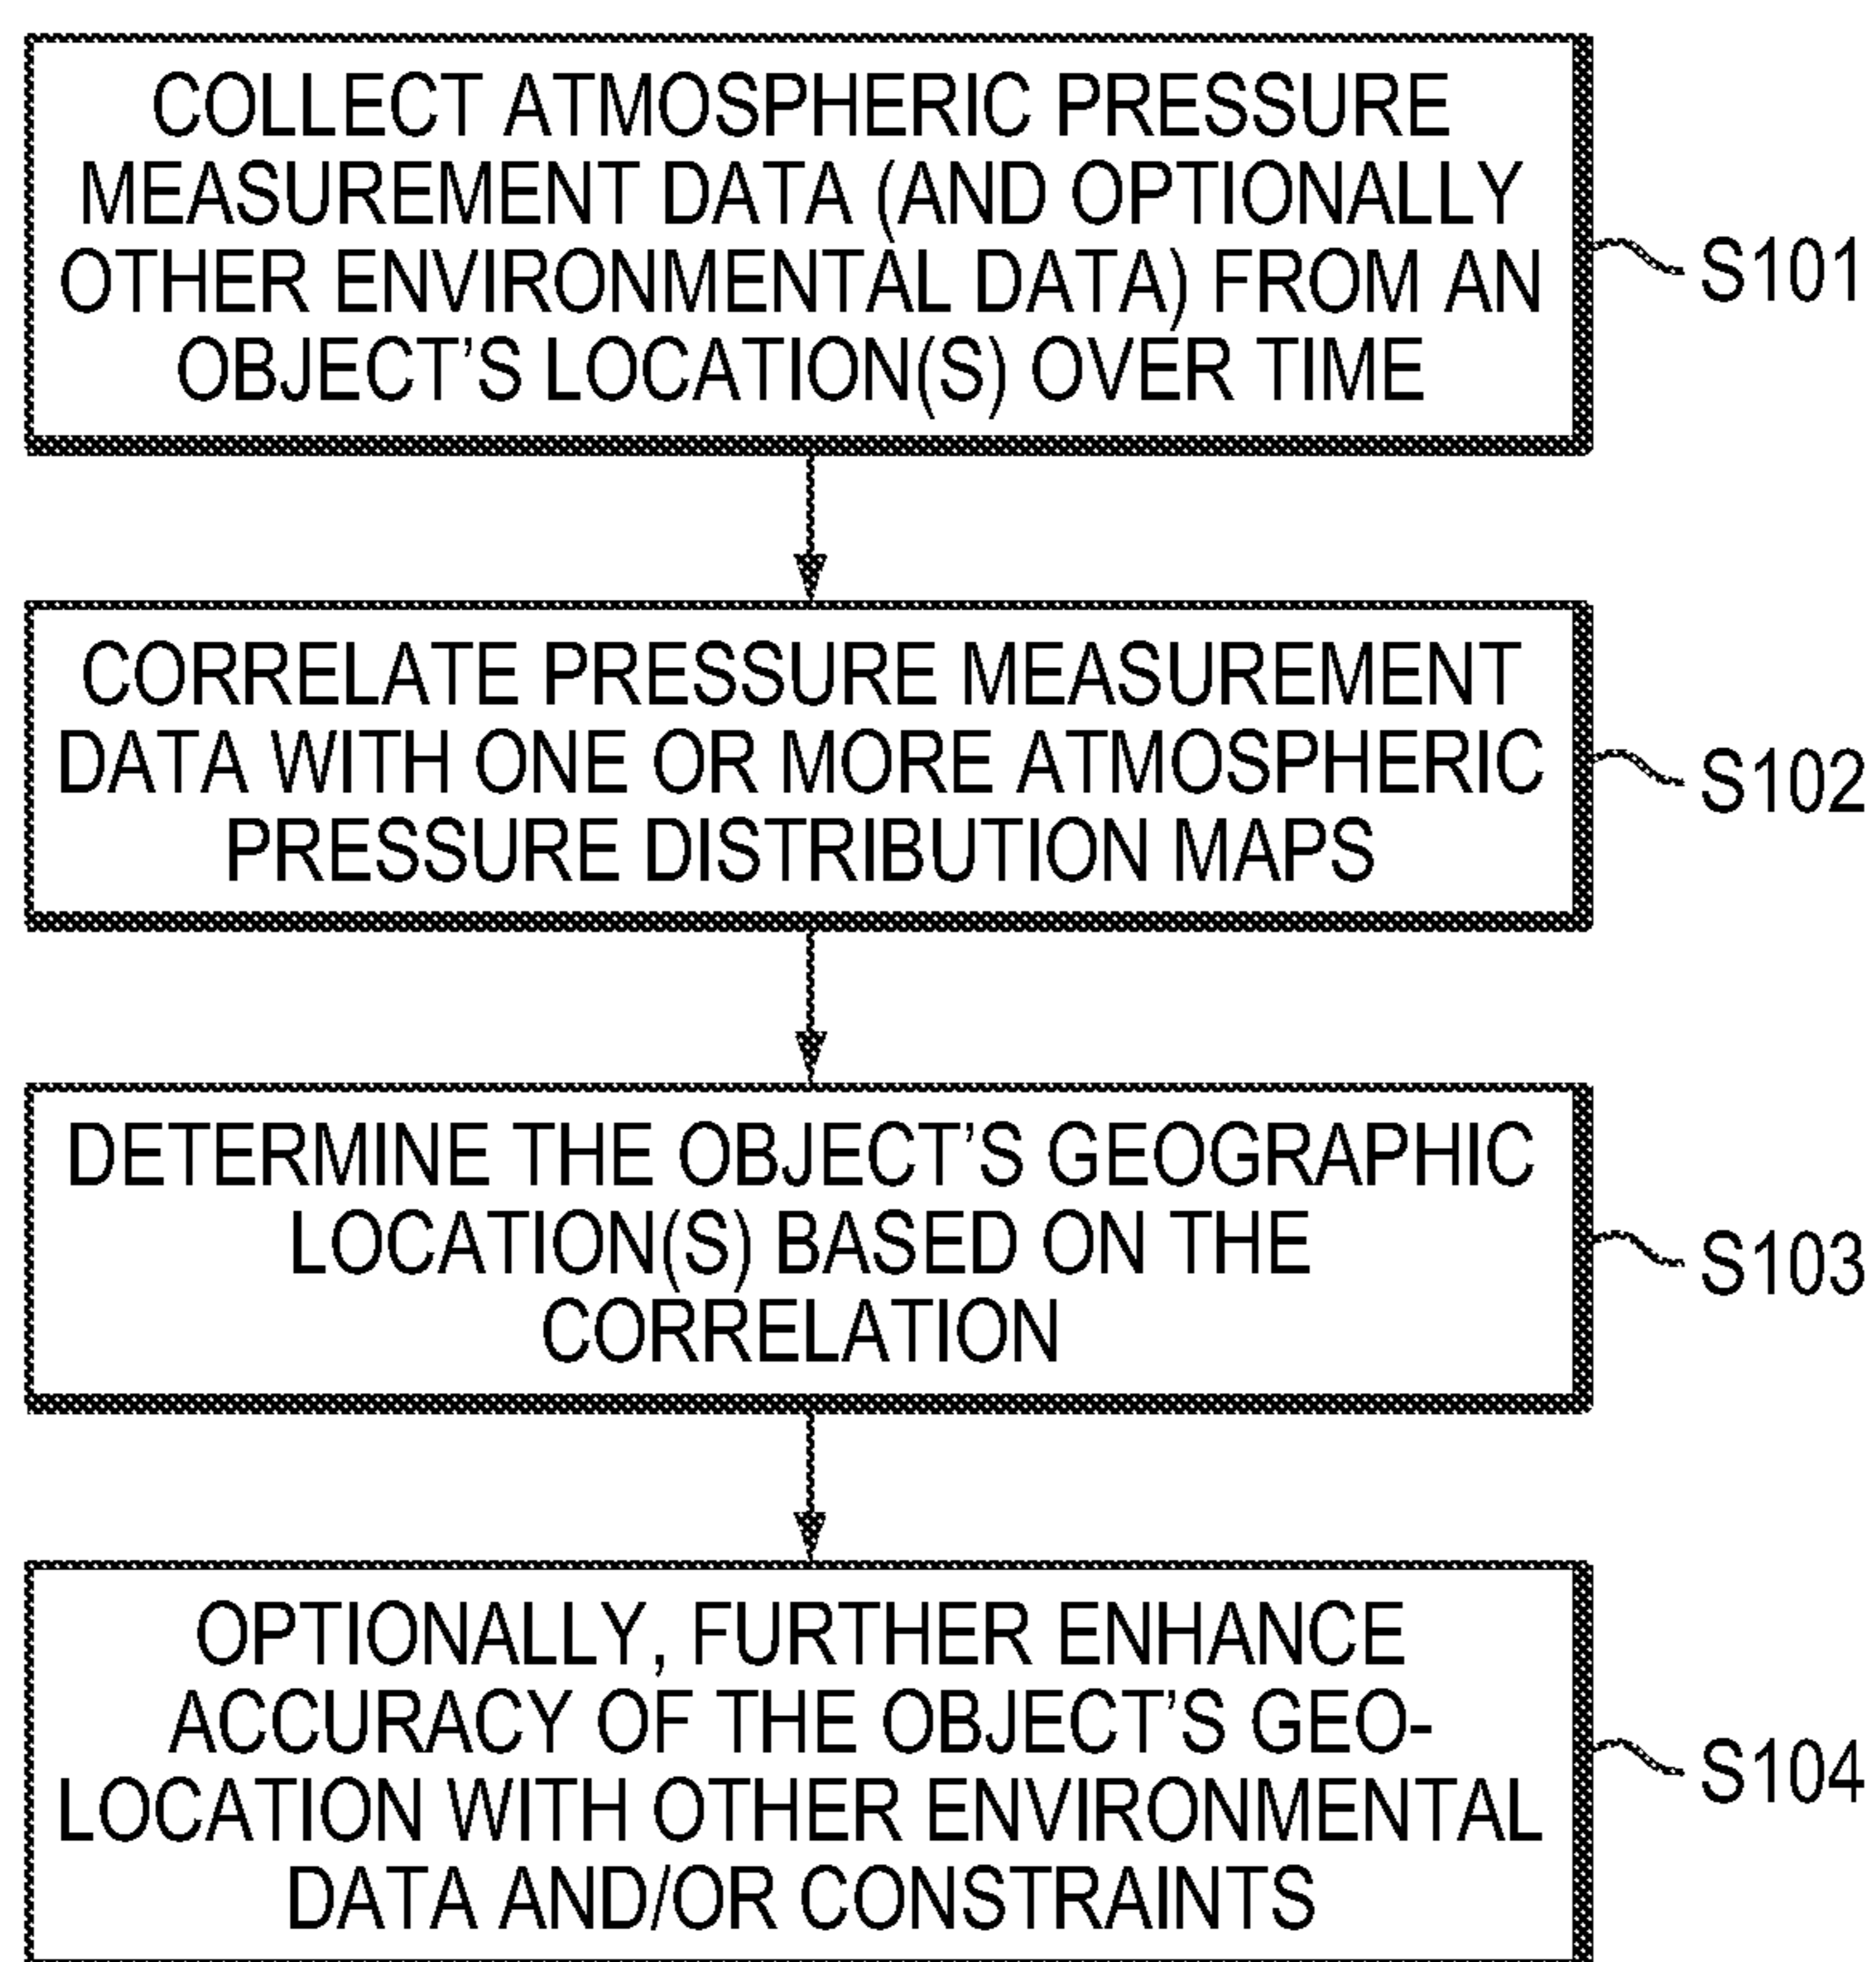 COLLECT ATMOSPHERIC PRESSURE
MEASUREMENT DATA (AND OPTIONALLY
OTHER ENVIRONMENTAL DATA) FROM AN
OBJECT’S LOCATION(S) OVER TIME
S101
CORRELATE PRESSURE MEASUREMENT
DATA WITH ONE OR MORE ATMOSPHERIC
PRESSURE DISTRIBUTION MAPS
S102
DETERMINE THE OBJECT’S GEOGRAPHIC
LOCATION(S) BASED ON THE
CORRELATION
S103
OPTIONALLY, FURTHER ENHANCE
ACCURACY OF THE OBJECT’S GEO-
LOCATION WITH OTHER ENVIRONMENTAL
DATA AND/OR CONSTRAINTS
S104